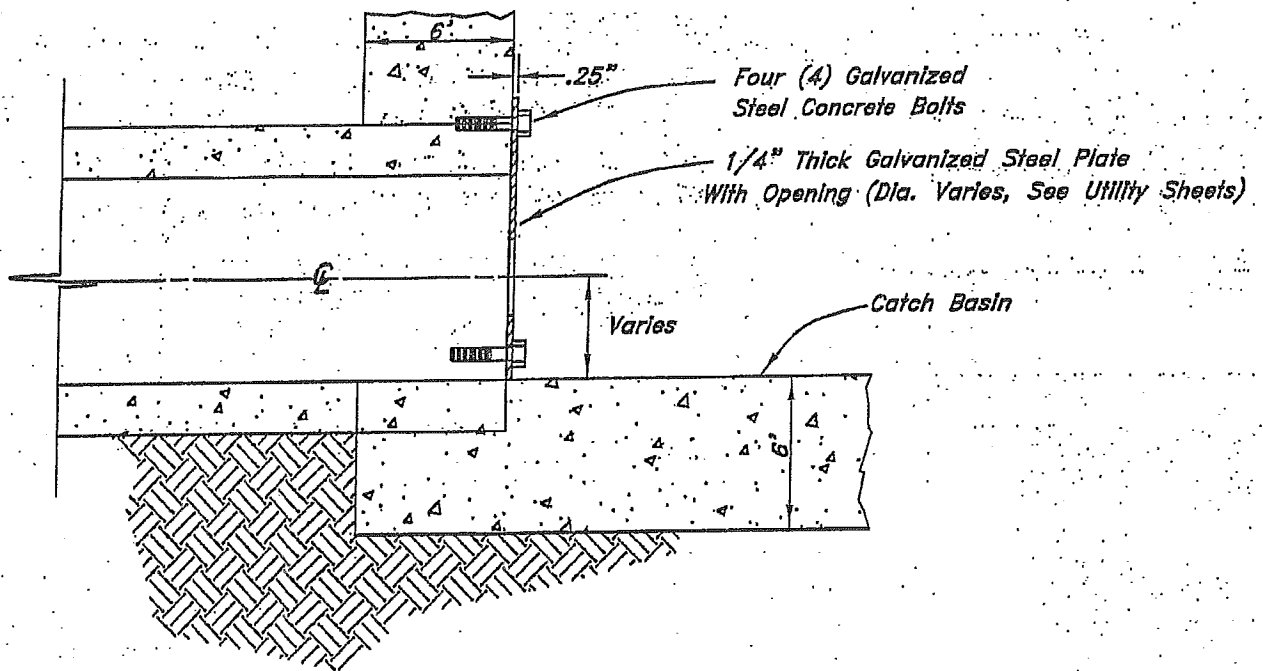 6'
.25"
Four (4) Galvanized
Steel Concrete Bolts
1/4" Thick Galvanized Steel Plate
With Opening (Dia. Varies, See Utility Sheets)
℄
Varies
Catch Basin
6'